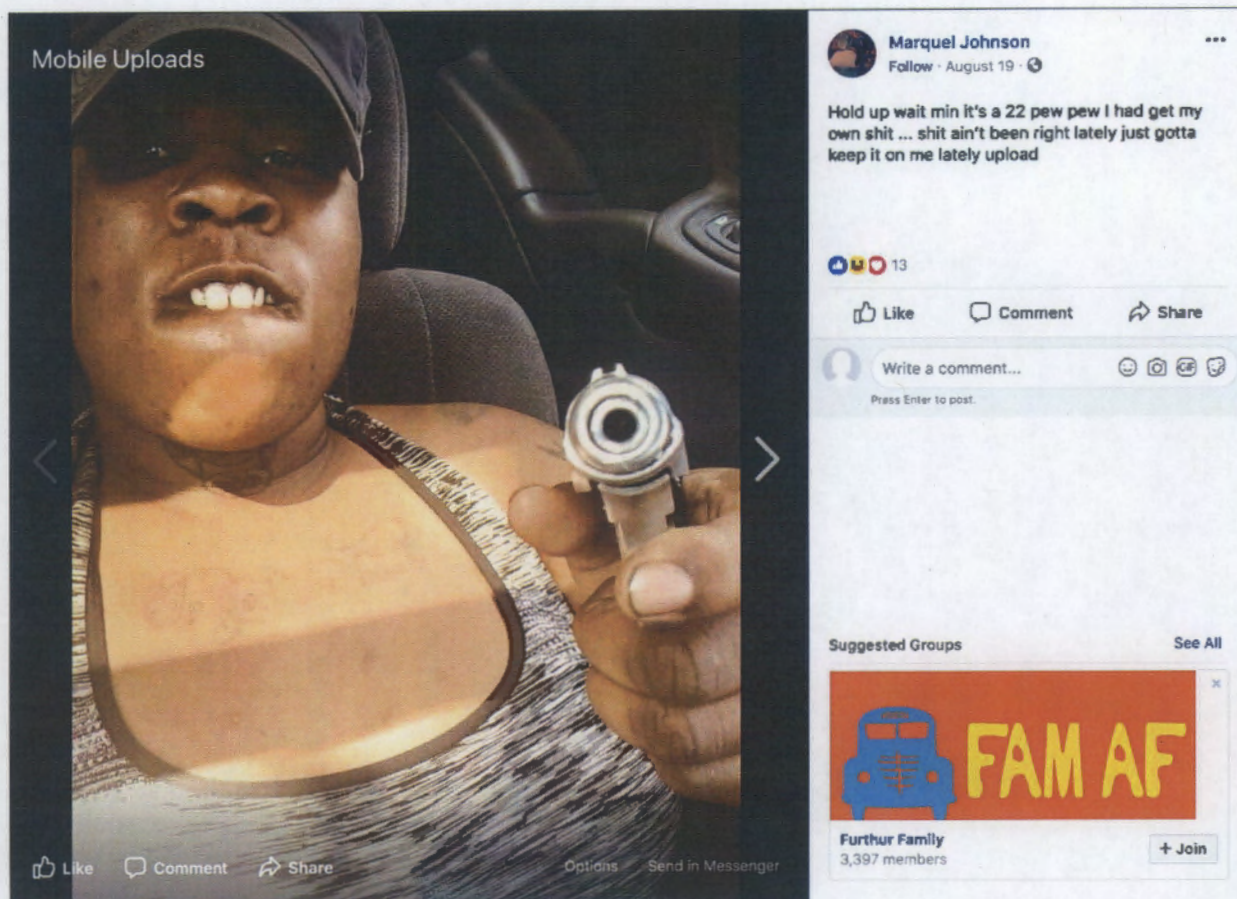 Mobile Uploads
Marquel Johnson
Follow · August 19 ·
Hold up wait min it's a 22 pew pew I had get my
own shit ... shit ain't been right lately just gotta
keep it on me lately upload
13
Like Comment Share
Write a comment...
GIF
Press Enter to post.
Suggested Groups See All
FAM AF
Furthur Family
3,397 members
+ Join
Like Comment Share Options Send in Messenger